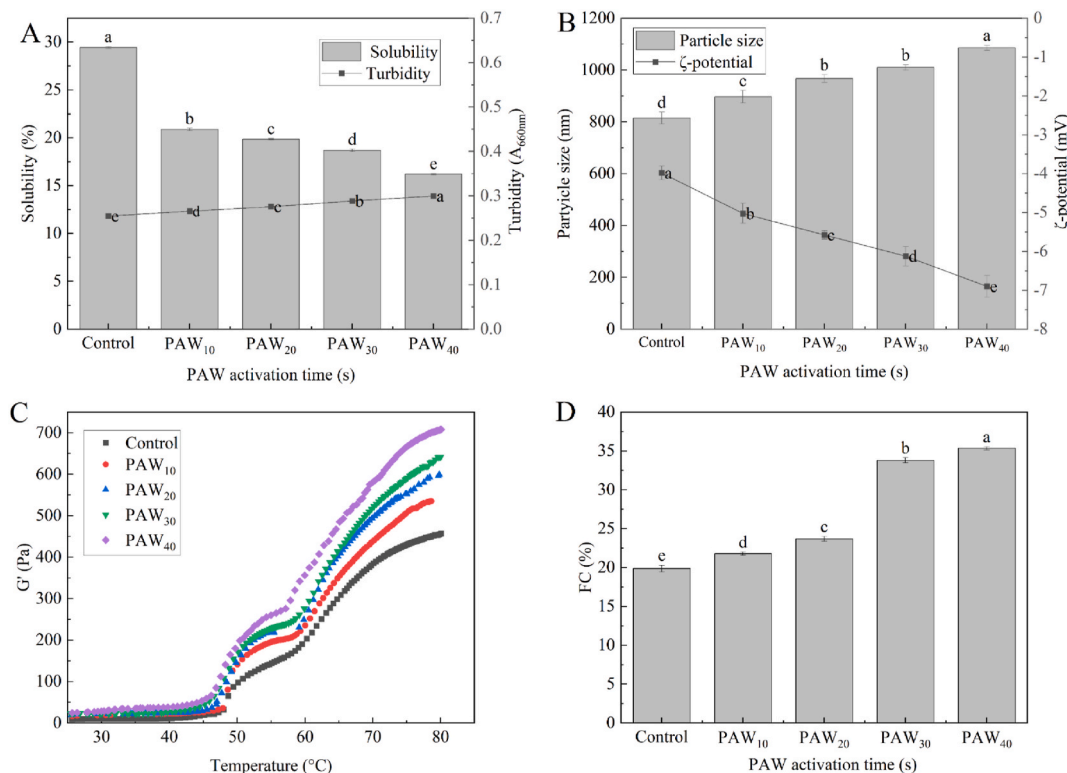 A
Solubility
Turbidity
a
b
c
d
e
e
d
c
b
a
30
25
20
15
10
5
0
Solubility (%)
0.7
0.6
0.5
0.4
0.3
0.2
0.1
0.0
Turbidity (A660nm)
Control PAW10 PAW20 PAW30 PAW40
PAW activation time (s)
B
Particle size
ζ-potential
d
c
b
b
a
a
b
c
d
e
1200
1000
800
600
400
200
0
Partyicle size (nm)
0
-1
-2
-3
-4
-5
-6
-7
-8
ζ-potential (mV)
Control PAW10 PAW20 PAW30 PAW40
PAW activation time (s)
C
Control
PAW10
PAW20
PAW30
PAW40
700
600
500
400
300
200
100
0
G' (Pa)
30 40 50 60 70 80
Temperature (°C)
D
e
d
c
b
a
40
35
30
25
20
15
10
5
0
FC (%)
Control PAW10 PAW20 PAW30 PAW40
PAW activation time (s)